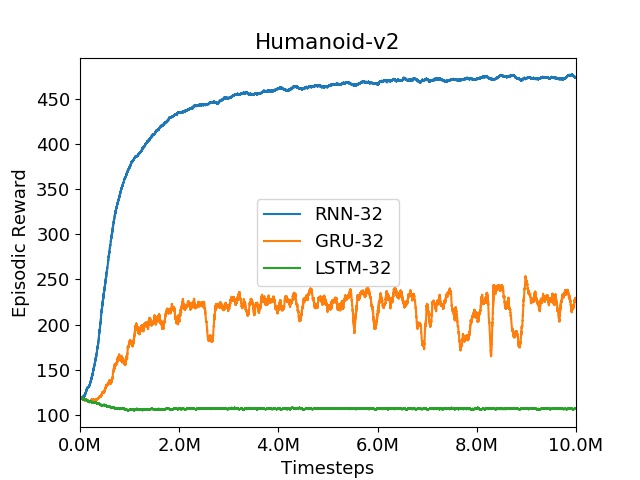 Humanoid-v2
Episodic Reward
450
400
350
300
250
200
150
100
RNN-32
GRU-32
LSTM-32
0.0M 2.0M 4.0M 6.0M 8.0M 10.0M
Timesteps